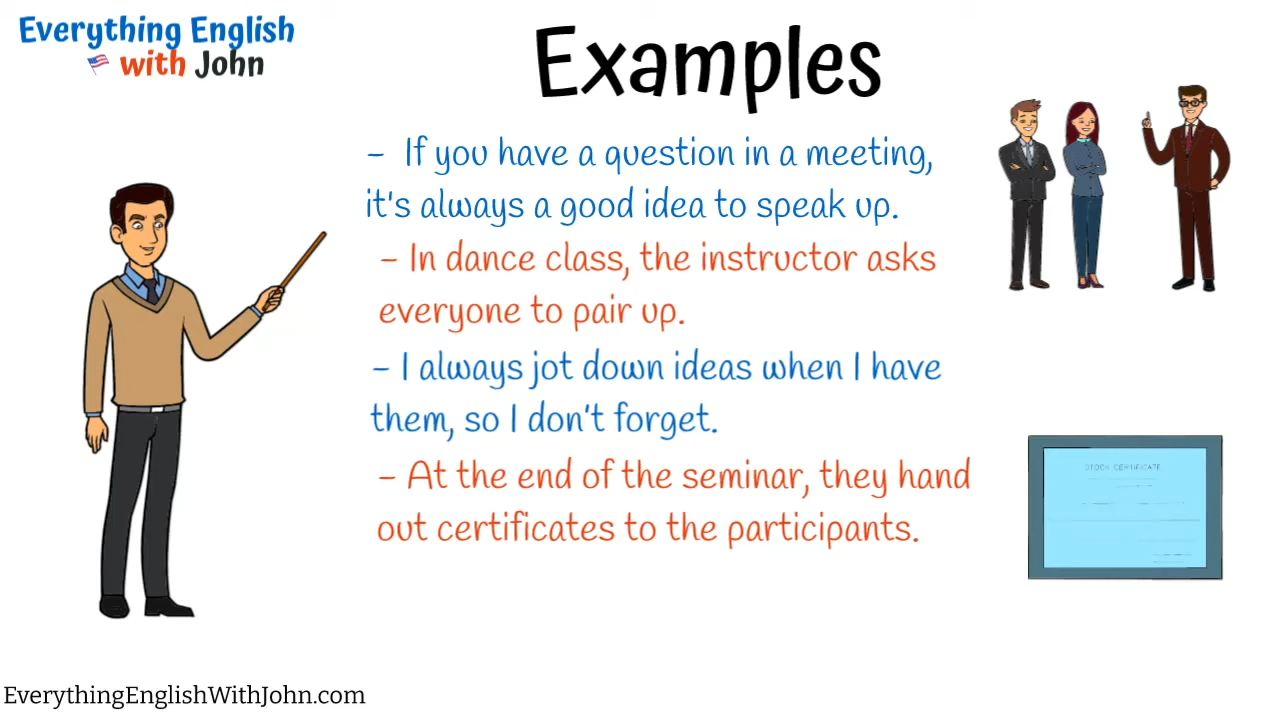 Everything English
with John
Examples
- If you have a question in a meeting,
it's always a good idea to speak up.
- In dance class, the instructor asks
everyone to pair up.
- I always jot down ideas when I have
them, so I don't forget.
- At the end of the seminar, they hand
out certificates to the participants.
STOCK CERTIFICATE
EverythingEnglishWithJohn.com